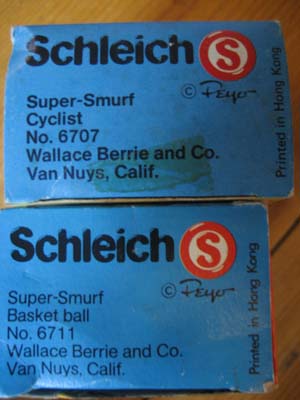 Schleich S
© Peyo
Super-Smurf
Cyclist
No. 6707
Wallace Berrie and Co.
Van Nuys, Calif.
Printed in Hong Kong
Schleich S
© Peyo
Super-Smurf
Basket ball
No. 6711
Wallace Berrie and Co.
Van Nuys, Calif.
Printed in Hong Kong